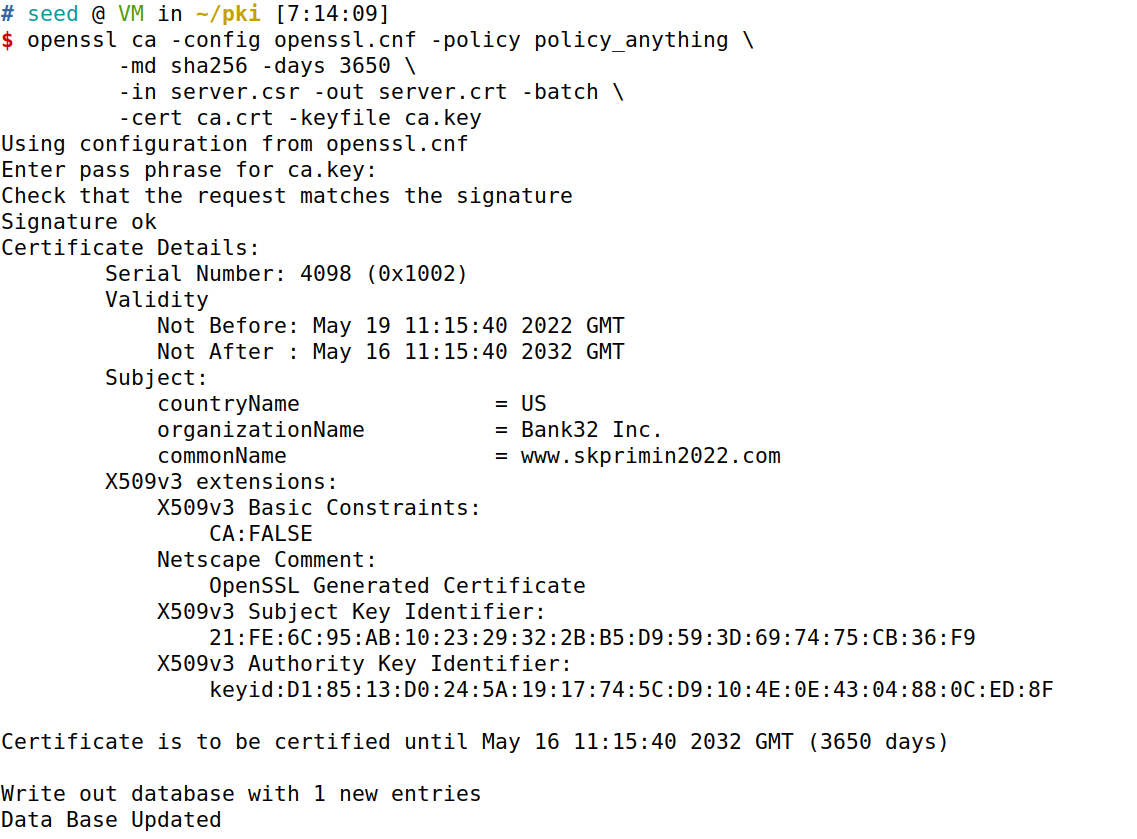 # seed @ VM in ~/pki [7:14:09]
$ openssl ca -config openssl.cnf -policy policy_anything \
         -md sha256 -days 3650 \
         -in server.csr -out server.crt -batch \
         -cert ca.crt -keyfile ca.key
Using configuration from openssl.cnf
Enter pass phrase for ca.key:
Check that the request matches the signature
Signature ok
Certificate Details:
        Serial Number: 4098 (0x1002)
        Validity
            Not Before: May 19 11:15:40 2022 GMT
            Not After : May 16 11:15:40 2032 GMT
        Subject:
            countryName               = US
            organizationName          = Bank32 Inc.
            commonName                = www.skprimin2022.com
        X509v3 extensions:
            X509v3 Basic Constraints:
                CA:FALSE
            Netscape Comment:
                OpenSSL Generated Certificate
            X509v3 Subject Key Identifier:
                21:FE:6C:95:AB:10:23:29:32:2B:B5:D9:59:3D:69:74:75:CB:36:F9
            X509v3 Authority Key Identifier:
                keyid:D1:85:13:D0:24:5A:19:17:74:5C:D9:10:4E:0E:43:04:88:0C:ED:8F
Certificate is to be certified until May 16 11:15:40 2032 GMT (3650 days)
Write out database with 1 new entries
Data Base Updated